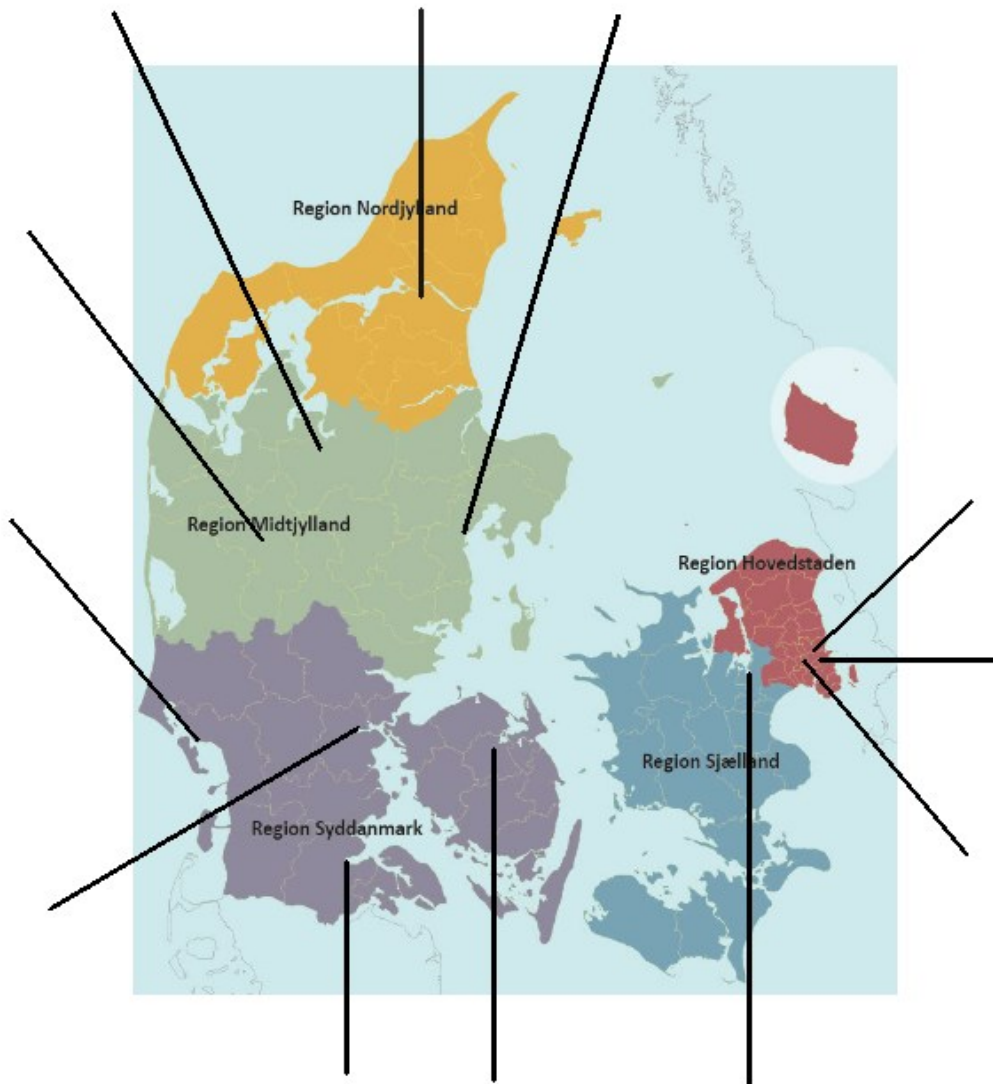 Region Nordjylland
Region Midtjylland
Region Hovedstaden
Region Sjælland
Region Syddanmark